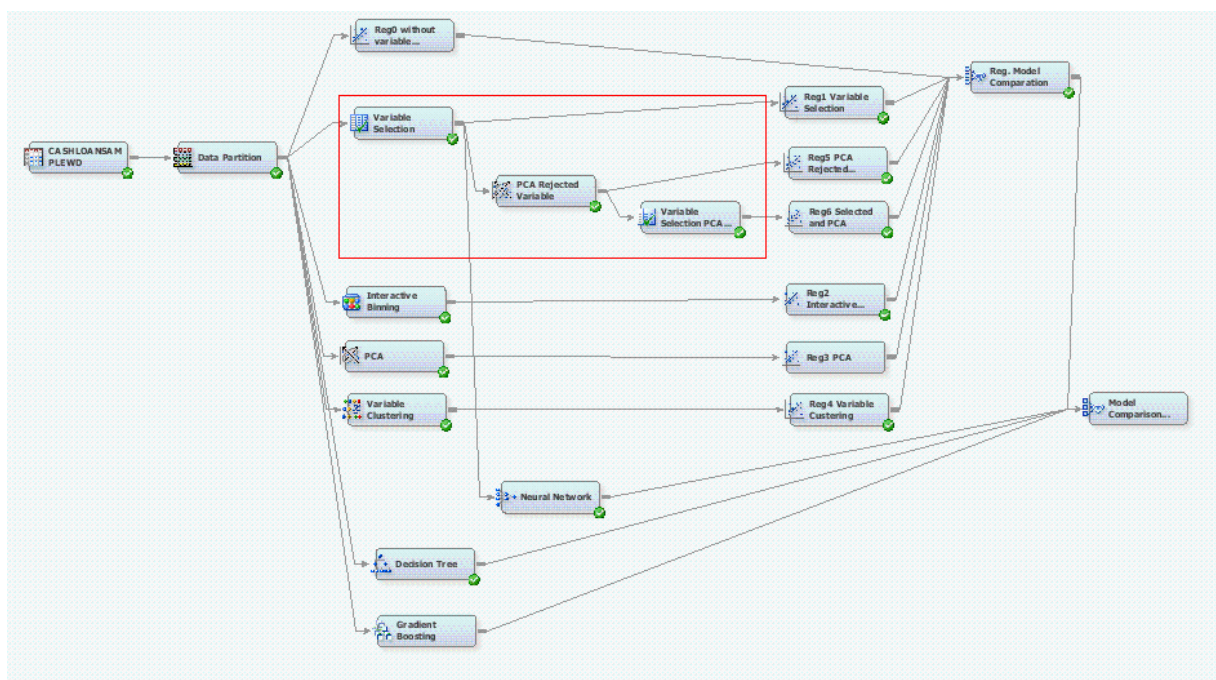 Reg0 without
variable...
Reg. Model
Comparation
Reg1 Variable
Selection
Variable
Selection
CASHLOANSAM
PLEWD
Data Partition
Reg5 PCA
Rejected...
PCA Rejected
Variable
Variable
Selection PCA...
Reg6 Selected
and PCA
Interactive
Binning
Reg2
Interactive...
PCA
Reg3 PCA
Variable
Clustering
Reg4 Variable
Custering
Model
Comparison...
Neural Network
Decision Tree
Gradient
Boosting